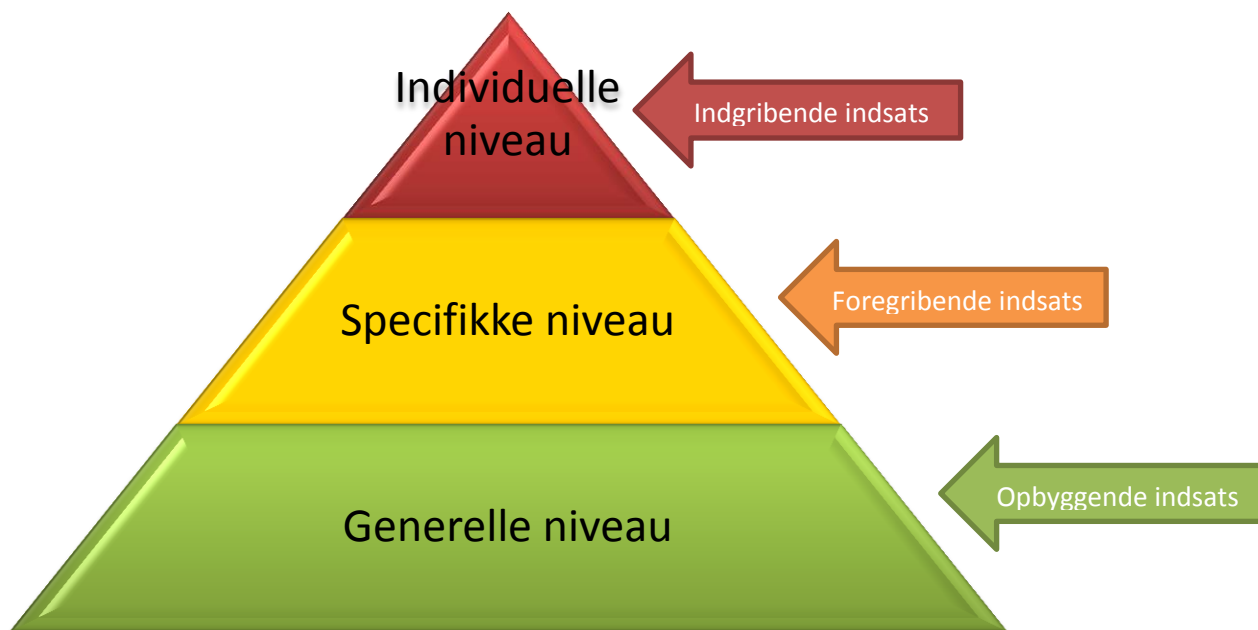 Individuelle
niveau
Indgribende indsats
Specifikke niveau
Foregribende indsats
Generelle niveau
Opbyggende indsats